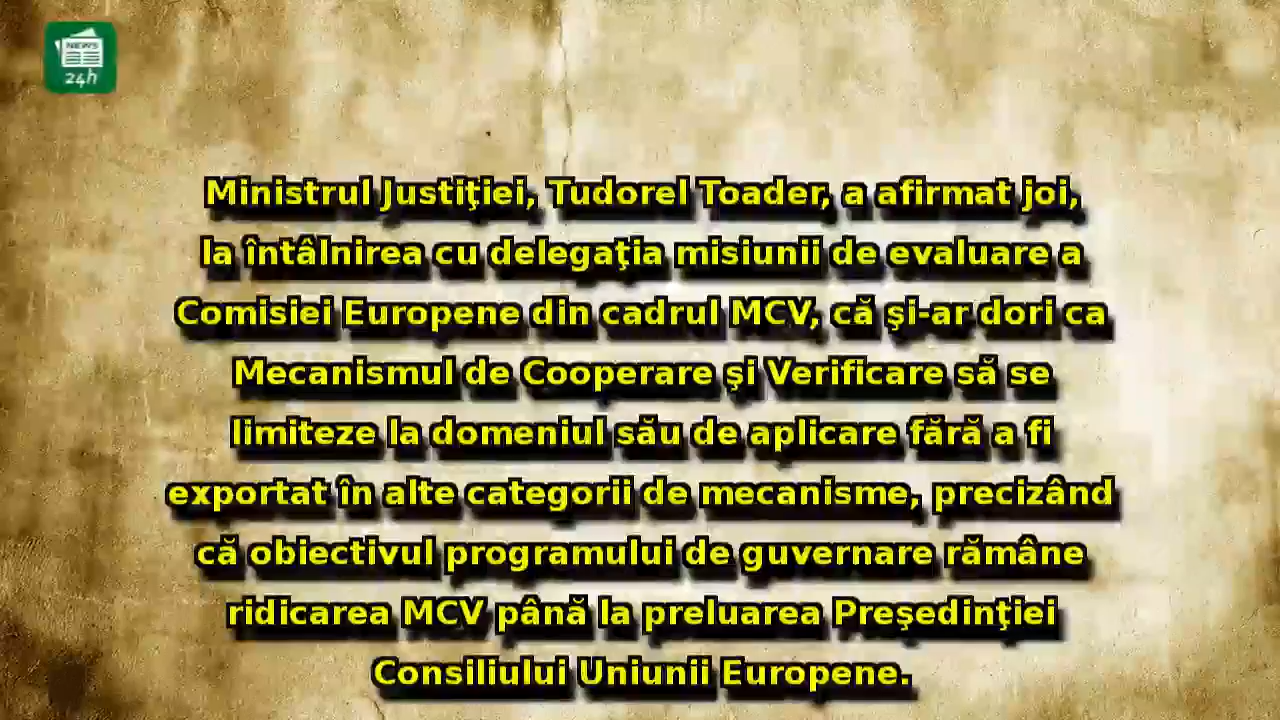 NEWS
24h
Ministrul Justiţiei, Tudorel Toader, a afirmat joi,
la întâlnirea cu delegaţia misiunii de evaluare a
Comisiei Europene din cadrul MCV, că şi-ar dori ca
Mecanismul de Cooperare şi Verificare să se
limiteze la domeniul său de aplicare fără a fi
exportat în alte categorii de mecanisme, precizând
că obiectivul programului de guvernare rămâne
ridicarea MCV până la preluarea Preşedinţiei
Consiliului Uniunii Europene.